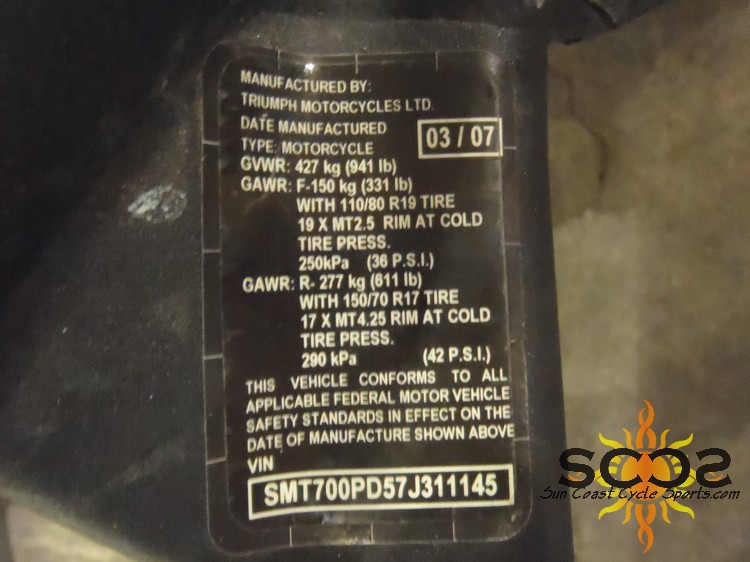 MANUFACTURED BY:
TRIUMPH MOTORCYCLES LTD.
DATE MANUFACTURED 03 / 07
TYPE: MOTORCYCLE
GVWR: 427 kg (941 lb)
GAWR: F-150 kg (331 lb)
WITH 110/80 R19 TIRE
19 X MT2.5 RIM AT COLD
TIRE PRESS.
250kPa (36 P.S.I.)
GAWR: R- 277 kg (611 lb)
WITH 150/70 R17 TIRE
17 X MT4.25 RIM AT COLD
TIRE PRESS.
290 kPa (42 P.S.I.)
THIS VEHICLE CONFORMS TO ALL
APPLICABLE FEDERAL MOTOR VEHICLE
SAFETY STANDARDS IN EFFECT ON THE
DATE OF MANUFACTURE SHOWN ABOVE
VIN
SMT700PD57J311145
SCCS
Sun Coast Cycle Sports.com